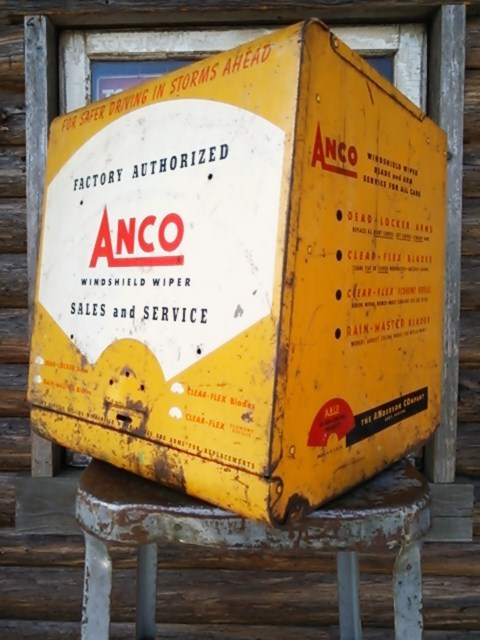 FOR SAFER DRIVING IN STORMS AHEAD
FACTORY AUTHORIZED
ANCO
WINDSHIELD WIPER
SALES and SERVICE
CLEAR-FLEX Blades
CLEAR-FLEX
ANCO
WINDSHIELD WIPER
BLADE and ARM
SERVICE FOR ALL CARS
DEAD-LOCKER ARMS
CLEAR-FLEX BLADES
CLEAR-FLEX ECONOMY REFILLS
RAIN-MASTER BLADES
ANCO
THE ANDERSON COMPANY